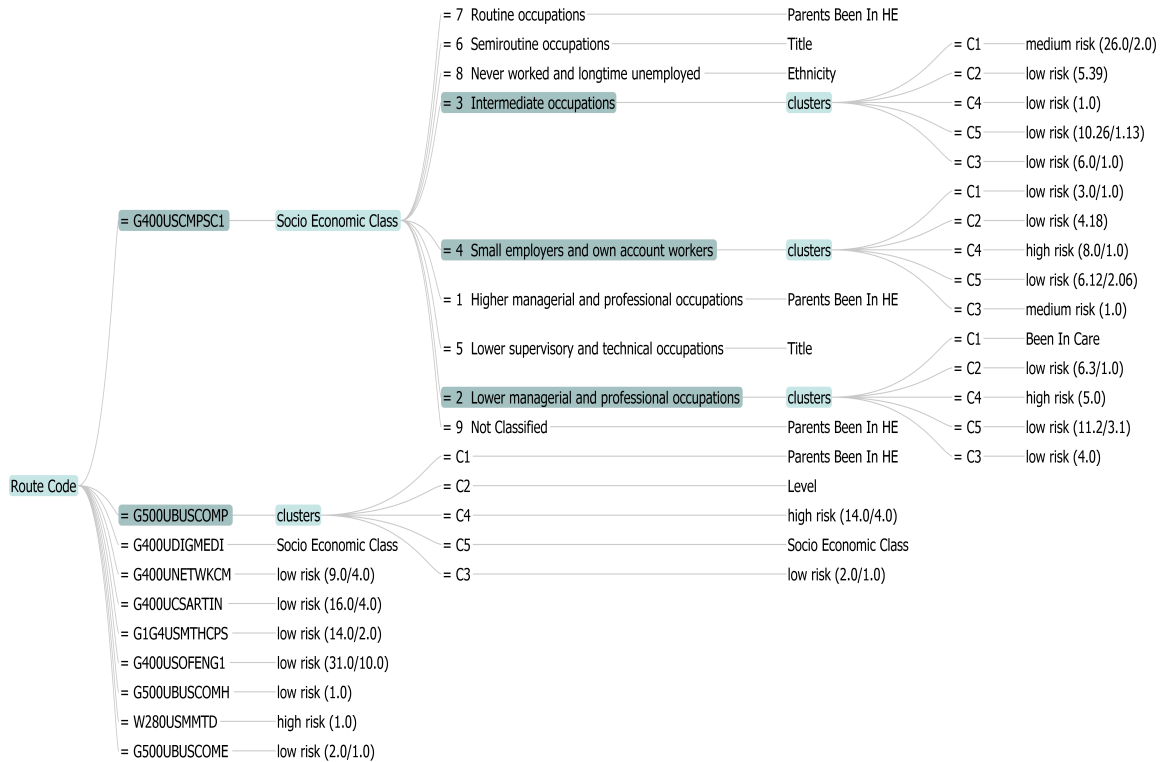 = 7 Routine occupations Parents Been In HE
= 6 Semiroutine occupations Title = C1 medium risk (26.0/2.0)
= 8 Never worked and longtime unemployed Ethnicity = C2 low risk (5.39)
= 3 Intermediate occupations clusters = C4 low risk (1.0)
= C5 low risk (10.26/1.13)
= C3 low risk (6.0/1.0)
= C1 low risk (3.0/1.0)
= G400USCMPSC1 Socio Economic Class = C2 low risk (4.18)
= 4 Small employers and own account workers clusters = C4 high risk (8.0/1.0)
= C5 low risk (6.12/2.06)
= 1 Higher managerial and professional occupations Parents Been In HE
= C3 medium risk (1.0)
= C1 Been In Care
= 5 Lower supervisory and technical occupations Title
= C2 low risk (6.3/1.0)
= 2 Lower managerial and professional occupations clusters = C4 high risk (5.0)
= 9 Not Classified Parents Been In HE = C5 low risk (11.2/3.1)
= C1 Parents Been In HE = C3 low risk (4.0)
Route Code = C2 Level
= G500UBUSCOMP clusters = C4 high risk (14.0/4.0)
= G400UDIGMEDI Socio Economic Class = C5 Socio Economic Class
= G400UNETWKCM low risk (9.0/4.0) = C3 low risk (2.0/1.0)
= G400UCSARTIN low risk (16.0/4.0)
= G1G4USMTHCPS low risk (14.0/2.0)
= G400USOFENG1 low risk (31.0/10.0)
= G500UBUSCOMH low risk (1.0)
= W280USMMTD high risk (1.0)
= G500UBUSCOME low risk (2.0/1.0)